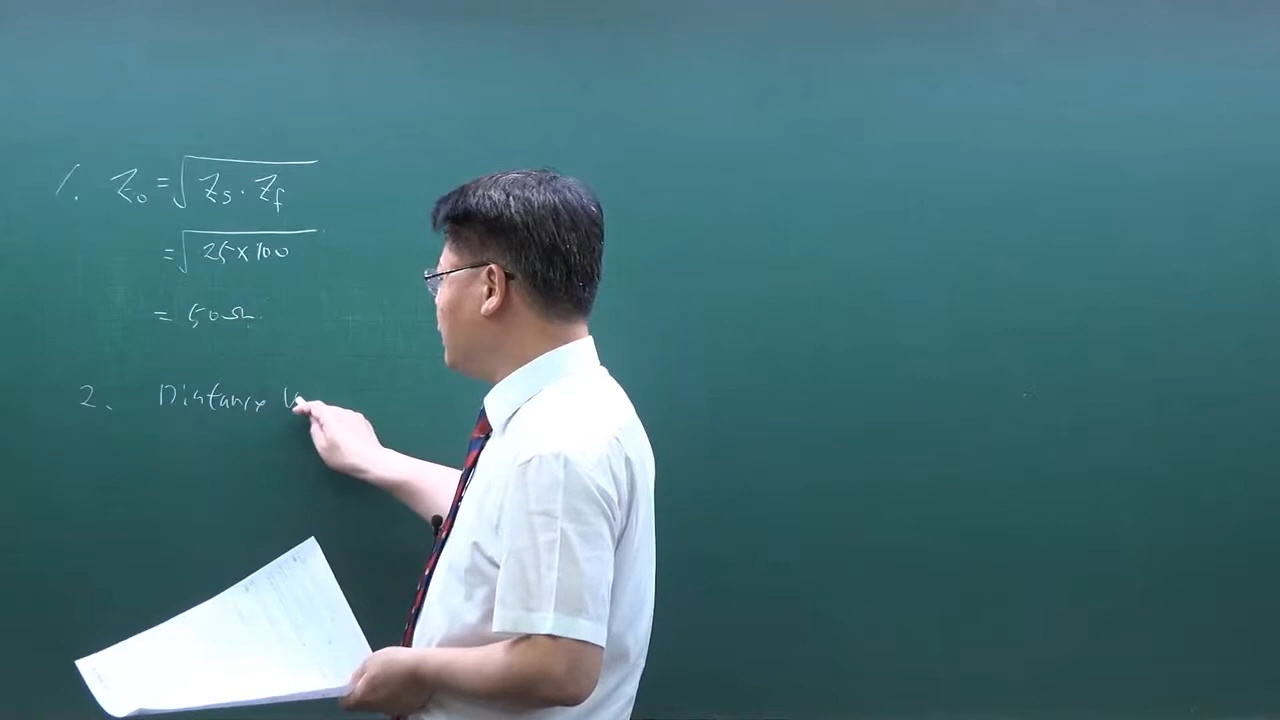 1. Z₀ = √(Zs · Zf)
= √(25×100)
= 50Ω.
2. Distance V